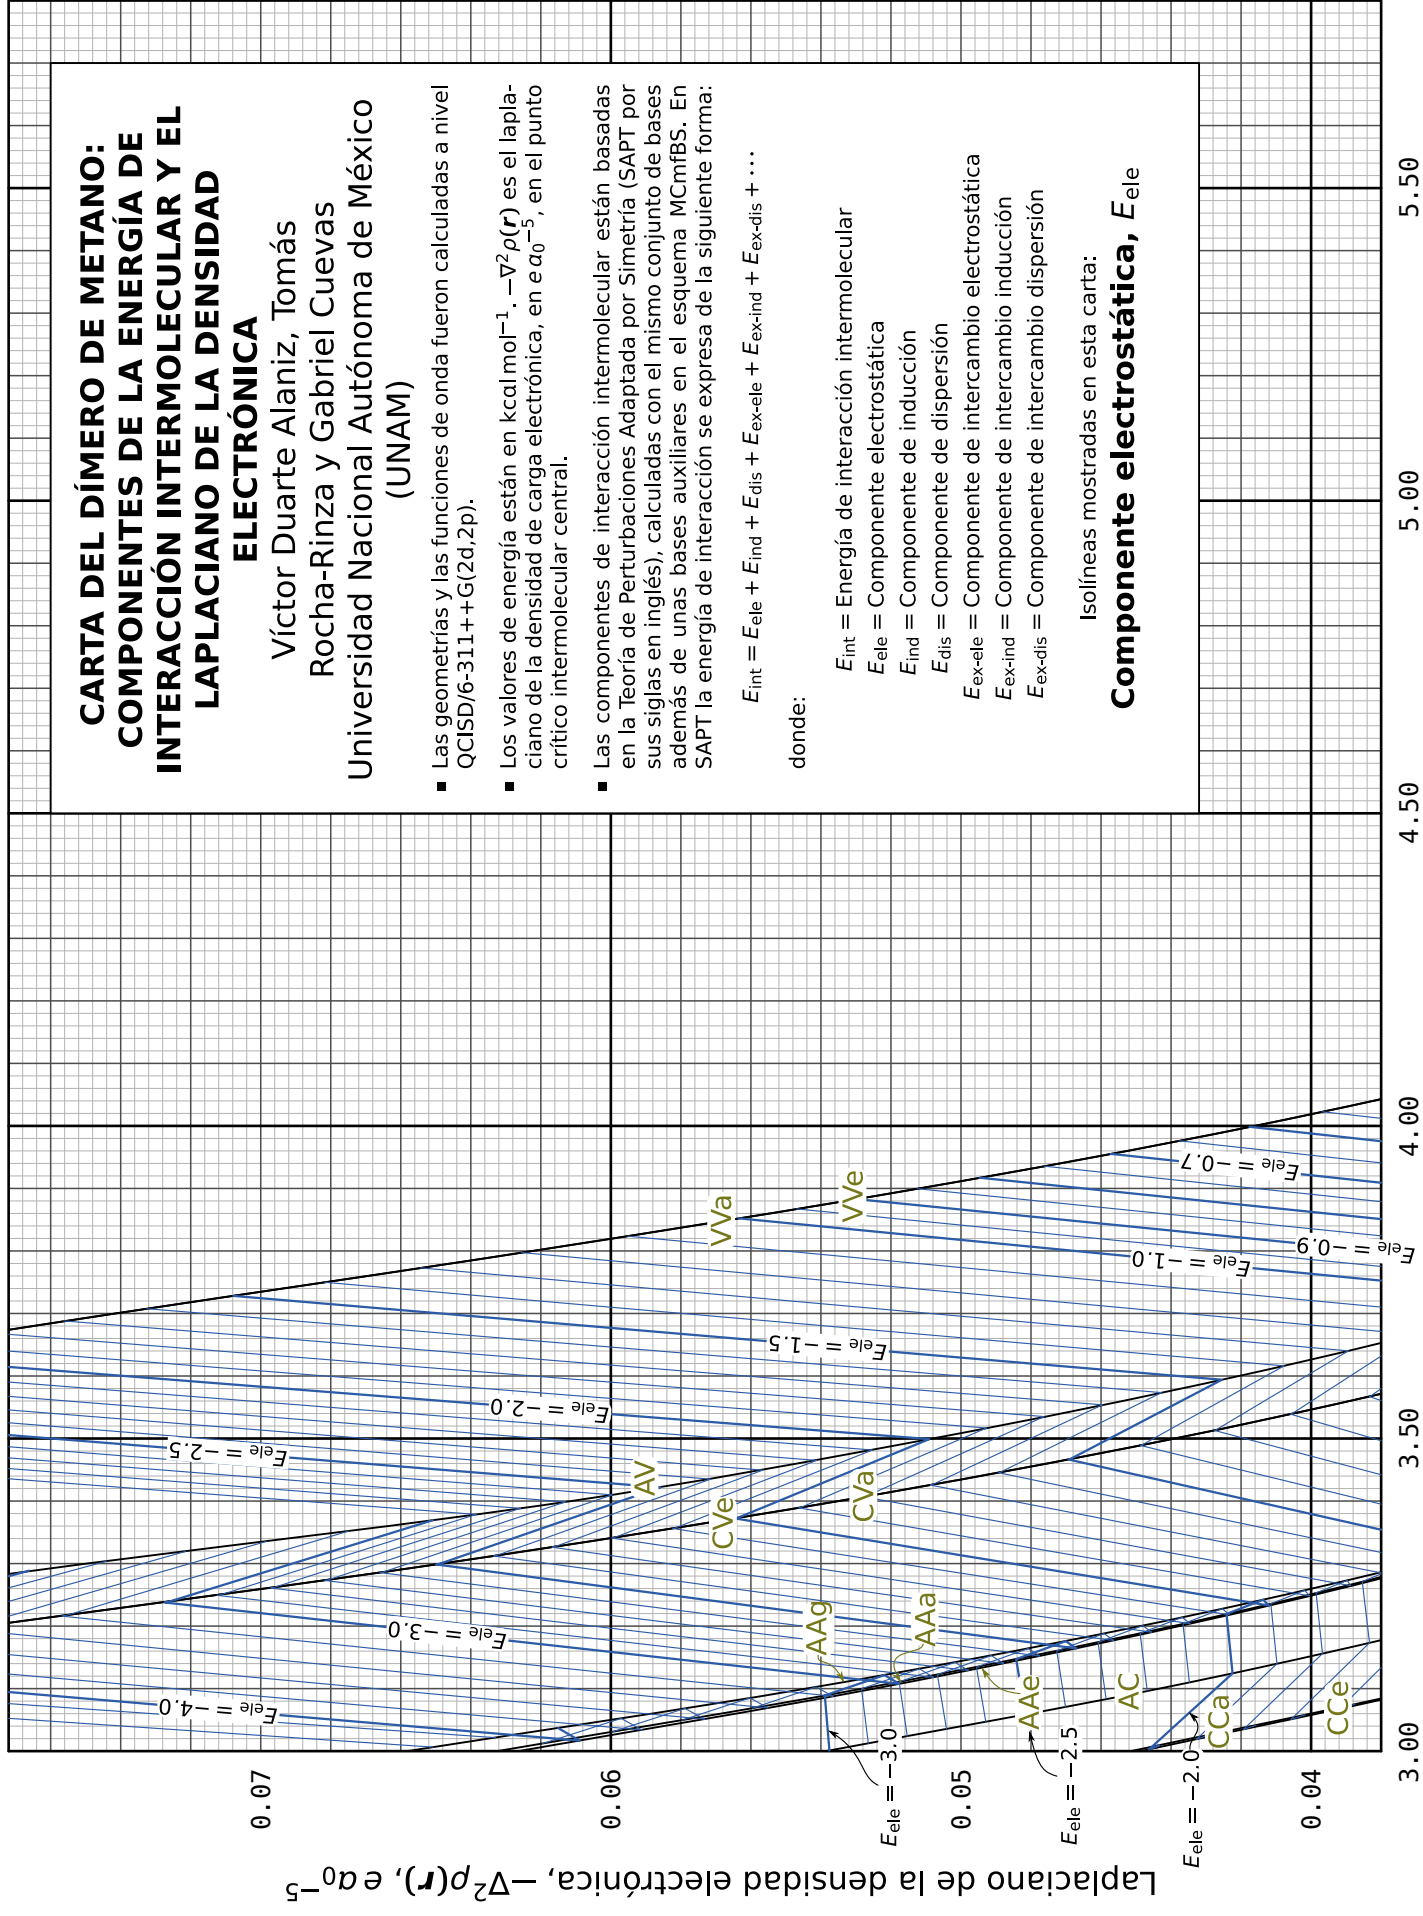 CARTA DEL DÍMERO DE METANO:
COMPONENTES DE LA ENERGÍA DE
INTERACCIÓN INTERMOLECULAR Y EL
LAPLACIANO DE LA DENSIDAD
ELECTRÓNICA
Víctor Duarte Alaniz, Tomás
Rocha-Rinza y Gabriel Cuevas
Universidad Nacional Autónoma de México
(UNAM)
▪ Las geometrías y las funciones de onda fueron calculadas a nivel
QCISD/6-311++G(2d,2p).
▪ Los valores de energía están en kcal mol⁻¹. −∇²ρ(r) es el lapla-
ciano de la densidad de carga electrónica, en e a₀⁻⁵, en el punto
crítico intermolecular central.
▪ Las componentes de interacción intermolecular están basadas
en la Teoría de Perturbaciones Adaptada por Simetría (SAPT por
sus siglas en inglés), calculadas con el mismo conjunto de bases
además de unas bases auxiliares en el esquema MCmfBS. En
SAPT la energía de interacción se expresa de la siguiente forma:
E_int = E_ele + E_ind + E_dis + E_ex-ele + E_ex-ind + E_ex-dis + ···
donde:
E_int = Energía de interacción intermolecular
E_ele = Componente electrostática
E_ind = Componente de inducción
E_dis = Componente de dispersión
E_ex-ele = Componente de intercambio electrostática
E_ex-ind = Componente de intercambio inducción
E_ex-dis = Componente de intercambio dispersión
Isolíneas mostradas en esta carta:
Componente electrostática, E_ele
Laplaciano de la densidad electrónica, −∇²ρ(r), e a₀⁻⁵
0.07
0.06
0.05
0.04
3.00
3.50
4.00
4.50
5.00
5.50
E_ele = −4.0
E_ele = −3.0
E_ele = −2.5
E_ele = −2.0
E_ele = −1.5
E_ele = −1.0
E_ele = −0.9
E_ele = −0.7
E_ele = −3.0
E_ele = −2.5
E_ele = −2.0
VVa
VVe
AV
CVe
CVa
AAg
AAa
AAe
AC
CCa
CCe